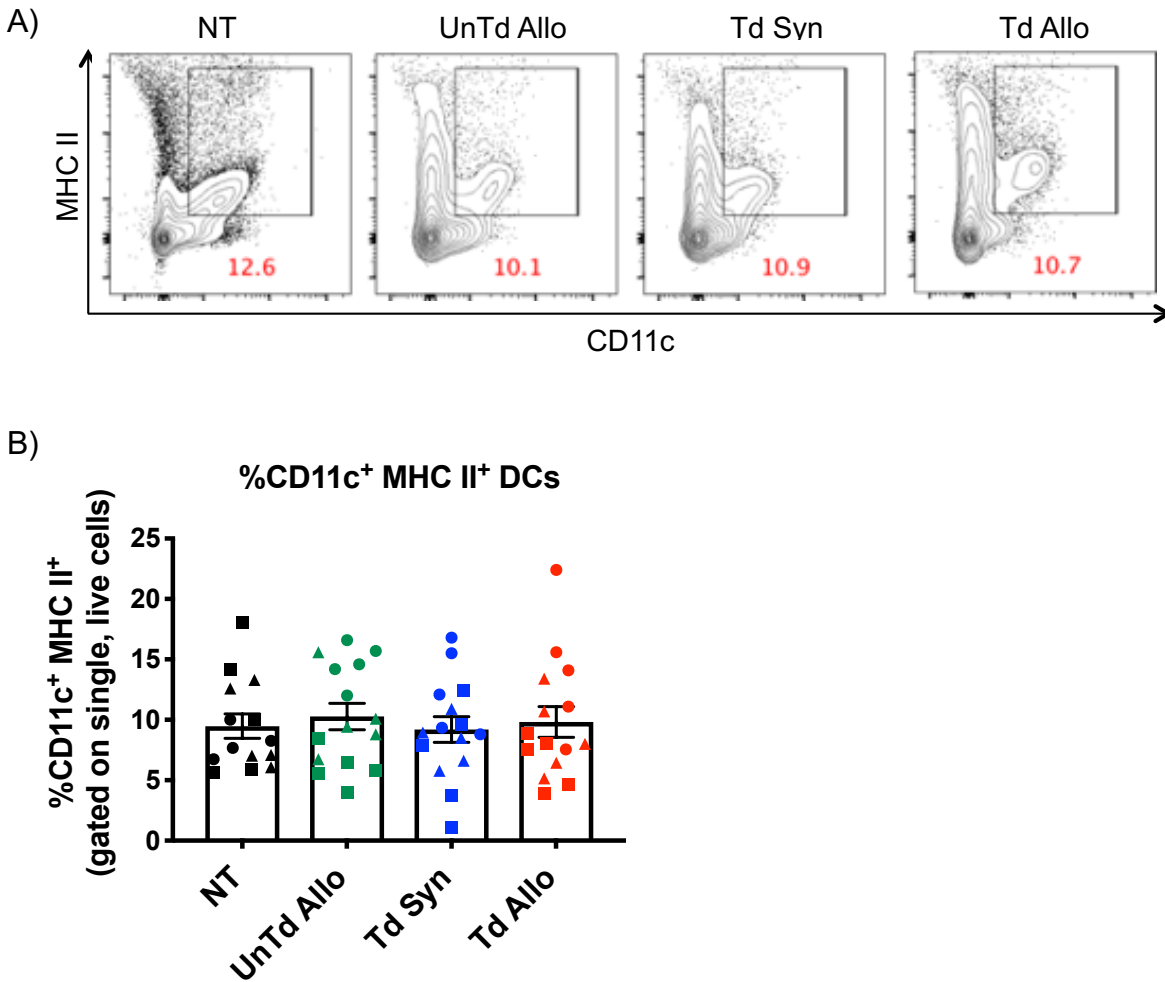 A)
NT UnTd Allo Td Syn Td Allo
MHC II
12.6 10.1 10.9 10.7
CD11c
B)
%CD11c⁺ MHC II⁺ DCs
%CD11c⁺ MHC II⁺
(gated on single, live cells)
25
20
15
10
5
0
NT UnTd Allo Td Syn Td Allo